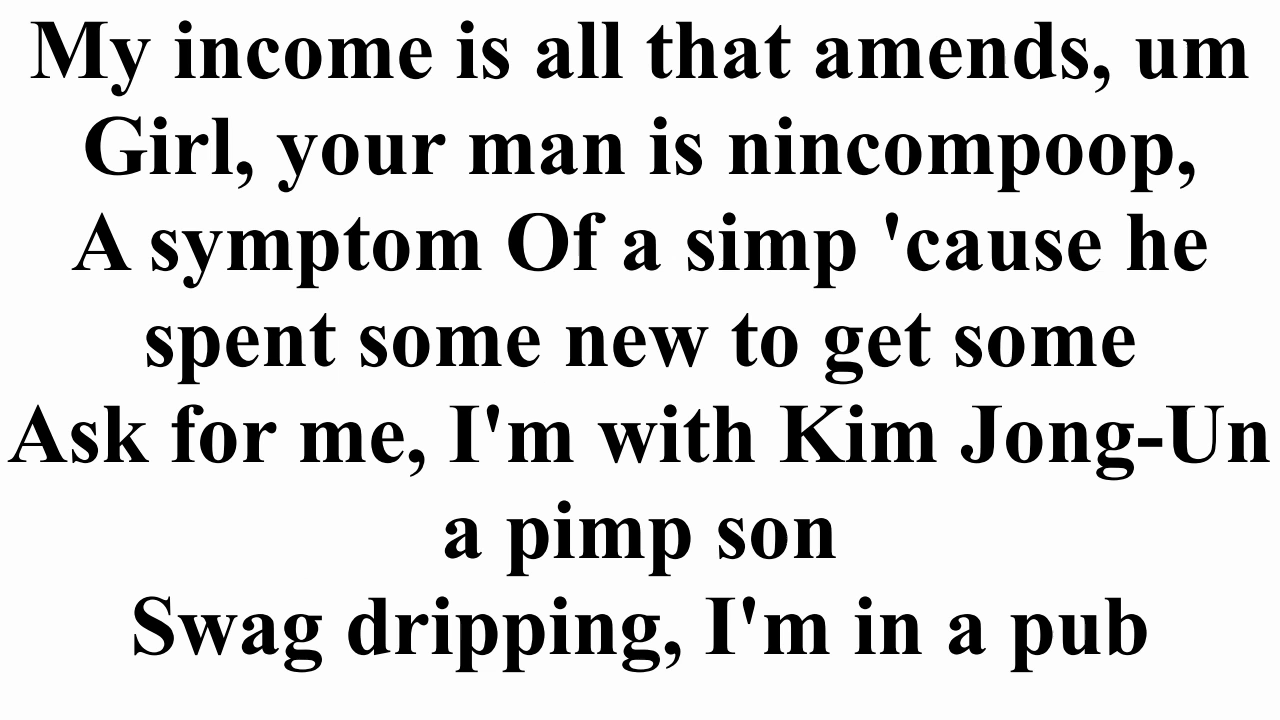 My income is all that amends, um
Girl, your man is nincompoop,
A symptom Of a simp 'cause he
spent some new to get some
Ask for me, I'm with Kim Jong-Un
a pimp son
Swag dripping, I'm in a pub